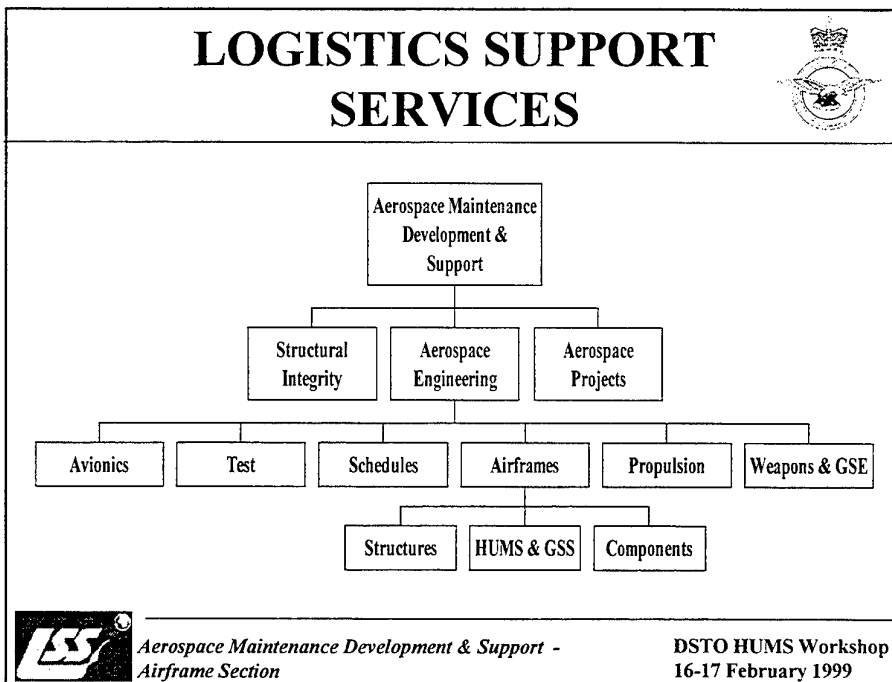 LOGISTICS SUPPORT
SERVICES
Aerospace Maintenance
Development &
Support
Structural
Integrity
Aerospace
Engineering
Aerospace
Projects
Avionics
Test
Schedules
Airframes
Propulsion
Weapons & GSE
Structures
HUMS & GSS
Components
LSS
Aerospace Maintenance Development & Support -
Airframe Section
DSTO HUMS Workshop
16-17 February 1999